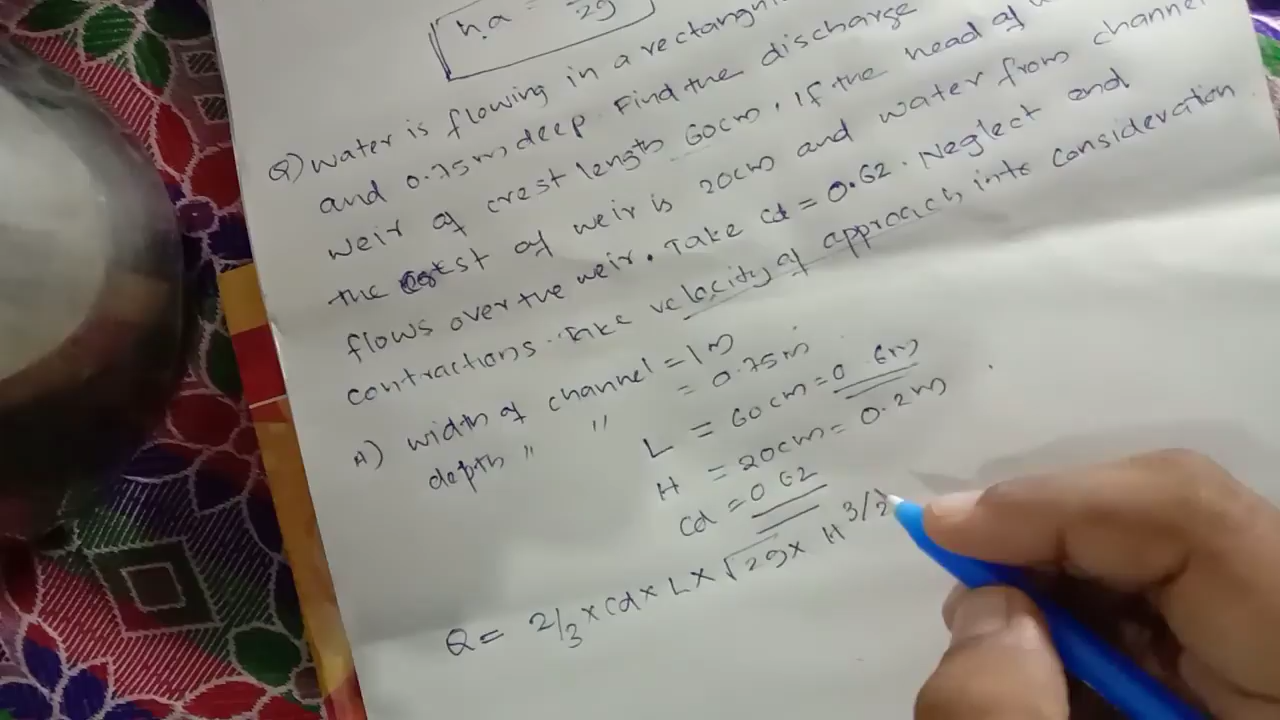 ha =   /2g
Q) Water is flowing in a rectangu
and 0.75m deep. Find the discharge
weir of crest length 60cm, If the head of
the crest of weir is 20cm and water from channel
flows over the weir. Take Cd = 0.62. Neglect end
contractions. Take velocity of approach into consideration
A) width of channel = 1m
depth " " = 0.75m
L = 60cm = 0.6m
H = 20cm = 0.2m
Cd = 0.62
Q = 2/3 × Cd × L × √2g × H^3/2